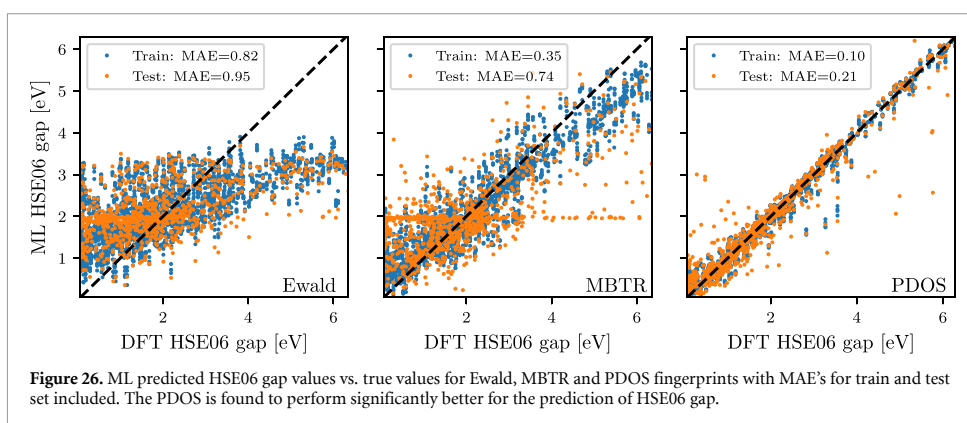 ML HSE06 gap [eV]
6
5
4
3
2
1
Train: MAE=0.82
Test: MAE=0.95
Ewald
2 4 6
DFT HSE06 gap [eV]
Train: MAE=0.35
Test: MAE=0.74
MBTR
2 4 6
DFT HSE06 gap [eV]
Train: MAE=0.10
Test: MAE=0.21
PDOS
2 4 6
DFT HSE06 gap [eV]
Figure 26. ML predicted HSE06 gap values vs. true values for Ewald, MBTR and PDOS fingerprints with MAE's for train and test
set included. The PDOS is found to perform significantly better for the prediction of HSE06 gap.